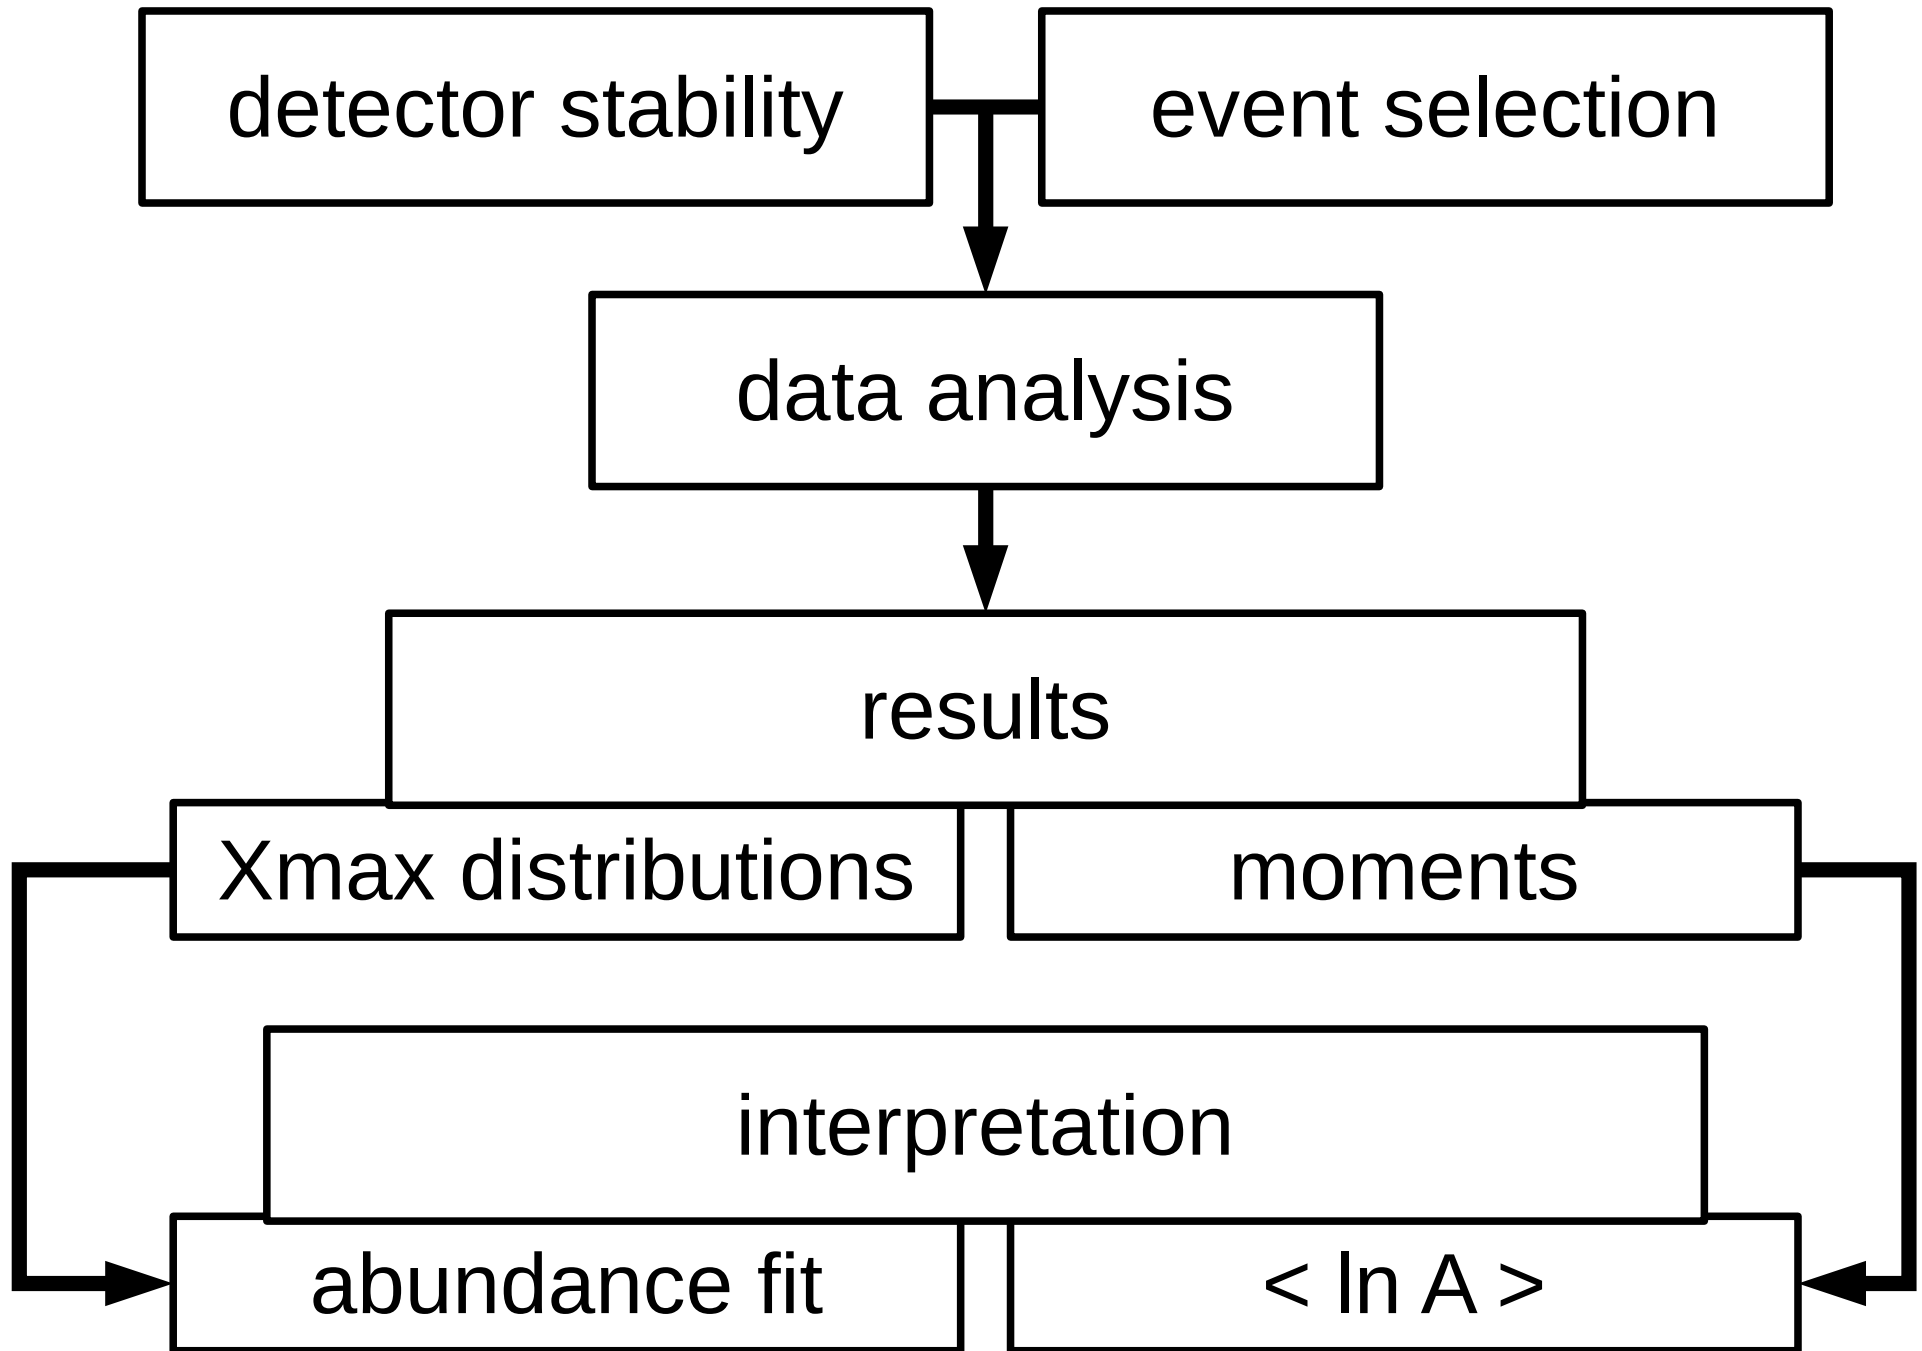 detector stability
event selection
data analysis
results
Xmax distributions
moments
interpretation
abundance fit
< ln A >